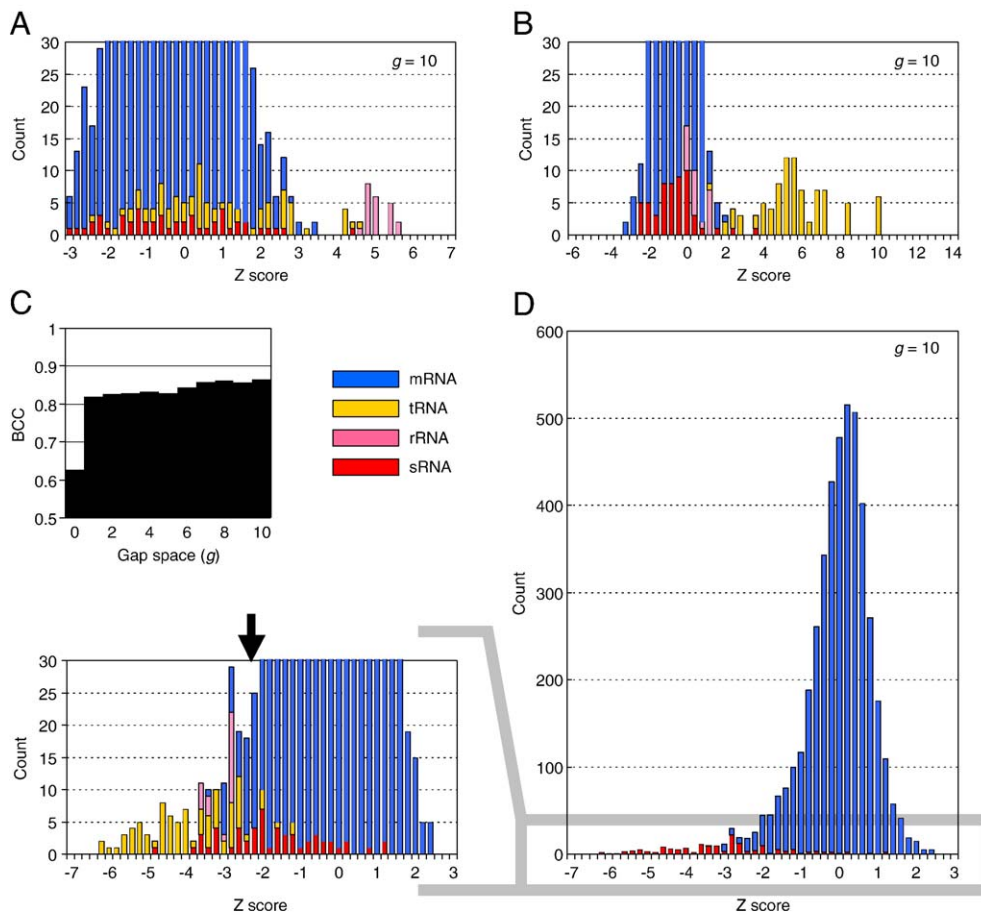 A
30
25
20
15
10
5
0
Count
g = 10
-3 -2 -1 0 1 2 3 4 5 6 7
Z score
B
30
25
20
15
10
5
0
Count
g = 10
-6 -4 -2 0 2 4 6 8 10 12 14
Z score
C
1
0.9
0.8
0.7
0.6
0.5
BCC
0 2 4 6 8 10
Gap space (g)
mRNA
tRNA
rRNA
sRNA
30
25
20
15
10
5
0
Count
-7 -6 -5 -4 -3 -2 -1 0 1 2 3
Z score
D
600
500
400
300
200
100
0
Count
g = 10
-7 -6 -5 -4 -3 -2 -1 0 1 2 3
Z score